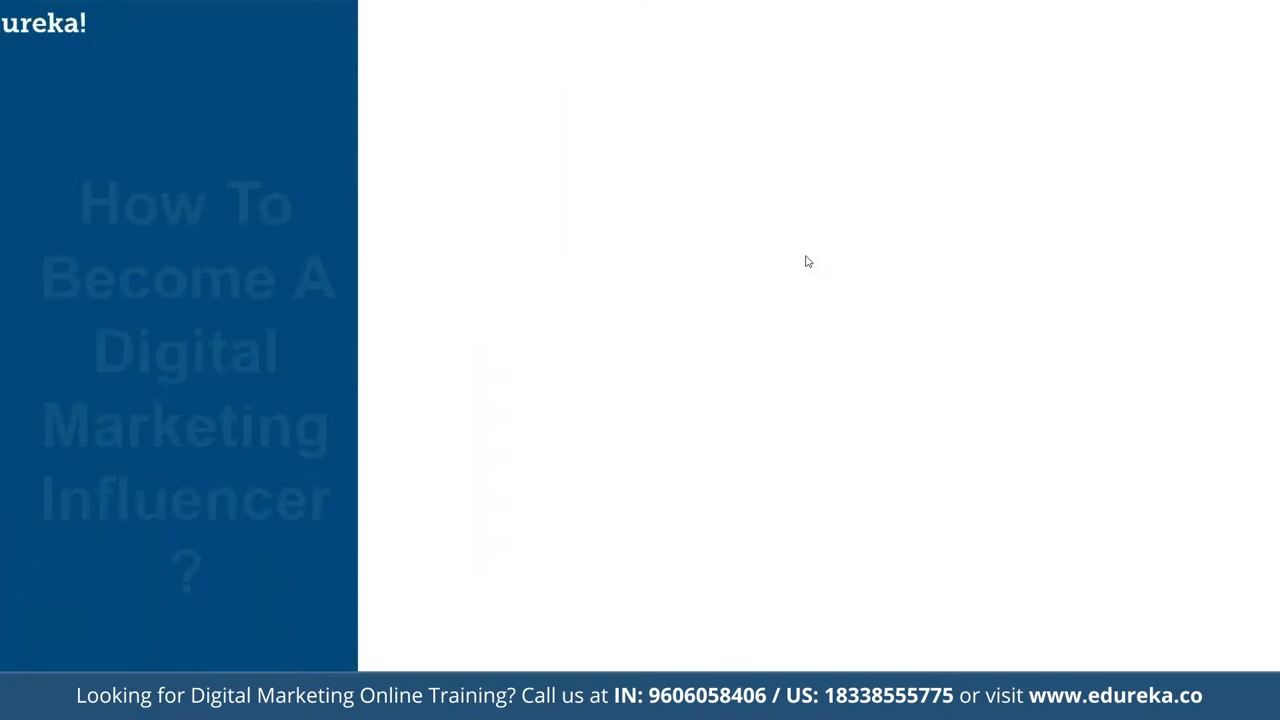 ureka!
How To
Become A
Digital
Marketing
Influencer
?
Looking for Digital Marketing Online Training? Call us at IN: 9606058406 / US: 18338555775 or visit www.edureka.co